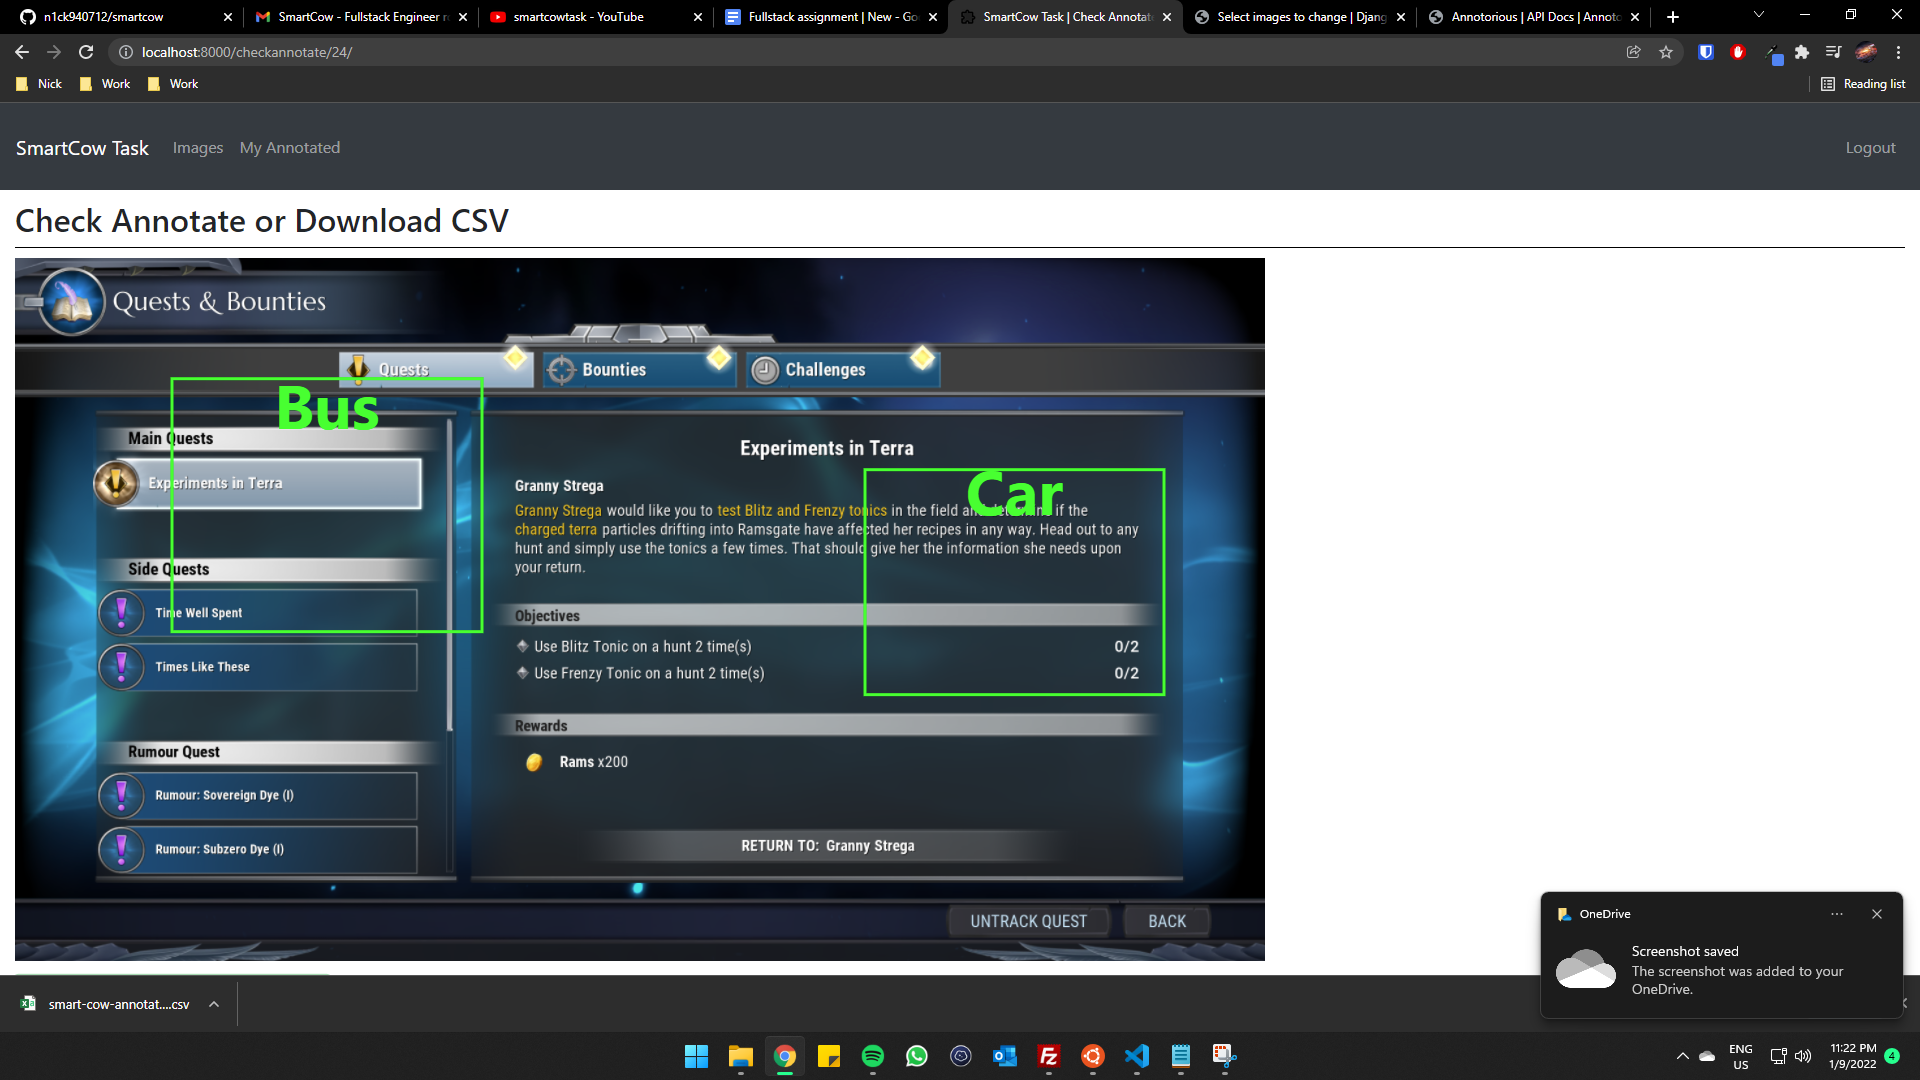 n1ck940712/smartcow
SmartCow - Fullstack Engineer r
smartcowtask - YouTube
Fullstack assignment | New - Go
SmartCow Task | Check Annotate
Select images to change | Djang
Annotorious | API Docs | Annoto
localhost:8000/checkannotate/24/
Nick
Work
Work
Reading list
SmartCow Task
Images
My Annotated
Logout
Check Annotate or Download CSV
Quests & Bounties
Quests
Bounties
Challenges
Bus
Main Quests
Experiments in Terra
Side Quests
Time Well Spent
Times Like These
Rumour Quest
Rumour: Sovereign Dye (I)
Rumour: Subzero Dye (I)
Experiments in Terra
Car
Granny Strega
Granny Strega would like you to test Blitz and Frenzy tonics in the field and determine if the
charged terra particles drifting into Ramsgate have affected her recipes in any way. Head out to any
hunt and simply use the tonics a few times. That should give her the information she needs upon
your return.
Objectives
Use Blitz Tonic on a hunt 2 time(s) 0/2
Use Frenzy Tonic on a hunt 2 time(s) 0/2
Rewards
Rams x200
RETURN TO: Granny Strega
UNTRACK QUEST
BACK
OneDrive
Screenshot saved
The screenshot was added to your
OneDrive.
smart-cow-annotat....csv
ENG
US
11:22 PM
1/9/2022
4